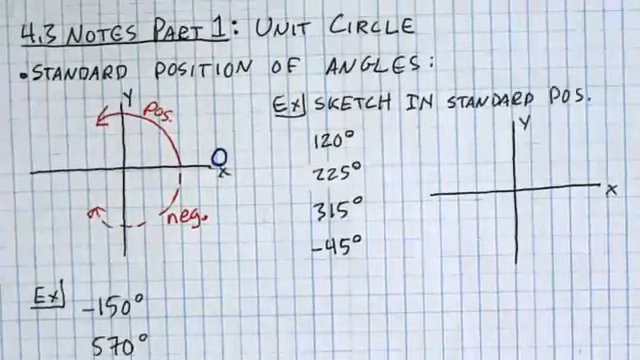 4.3 NOTES PART 1: UNIT CIRCLE
• STANDARD POSITION OF ANGLES:
Y
pos.
0
x
neg.
Ex) SKETCH IN STANDARD POS.
120°
225°
315°
-45°
Y
x
Ex) -150°
570°